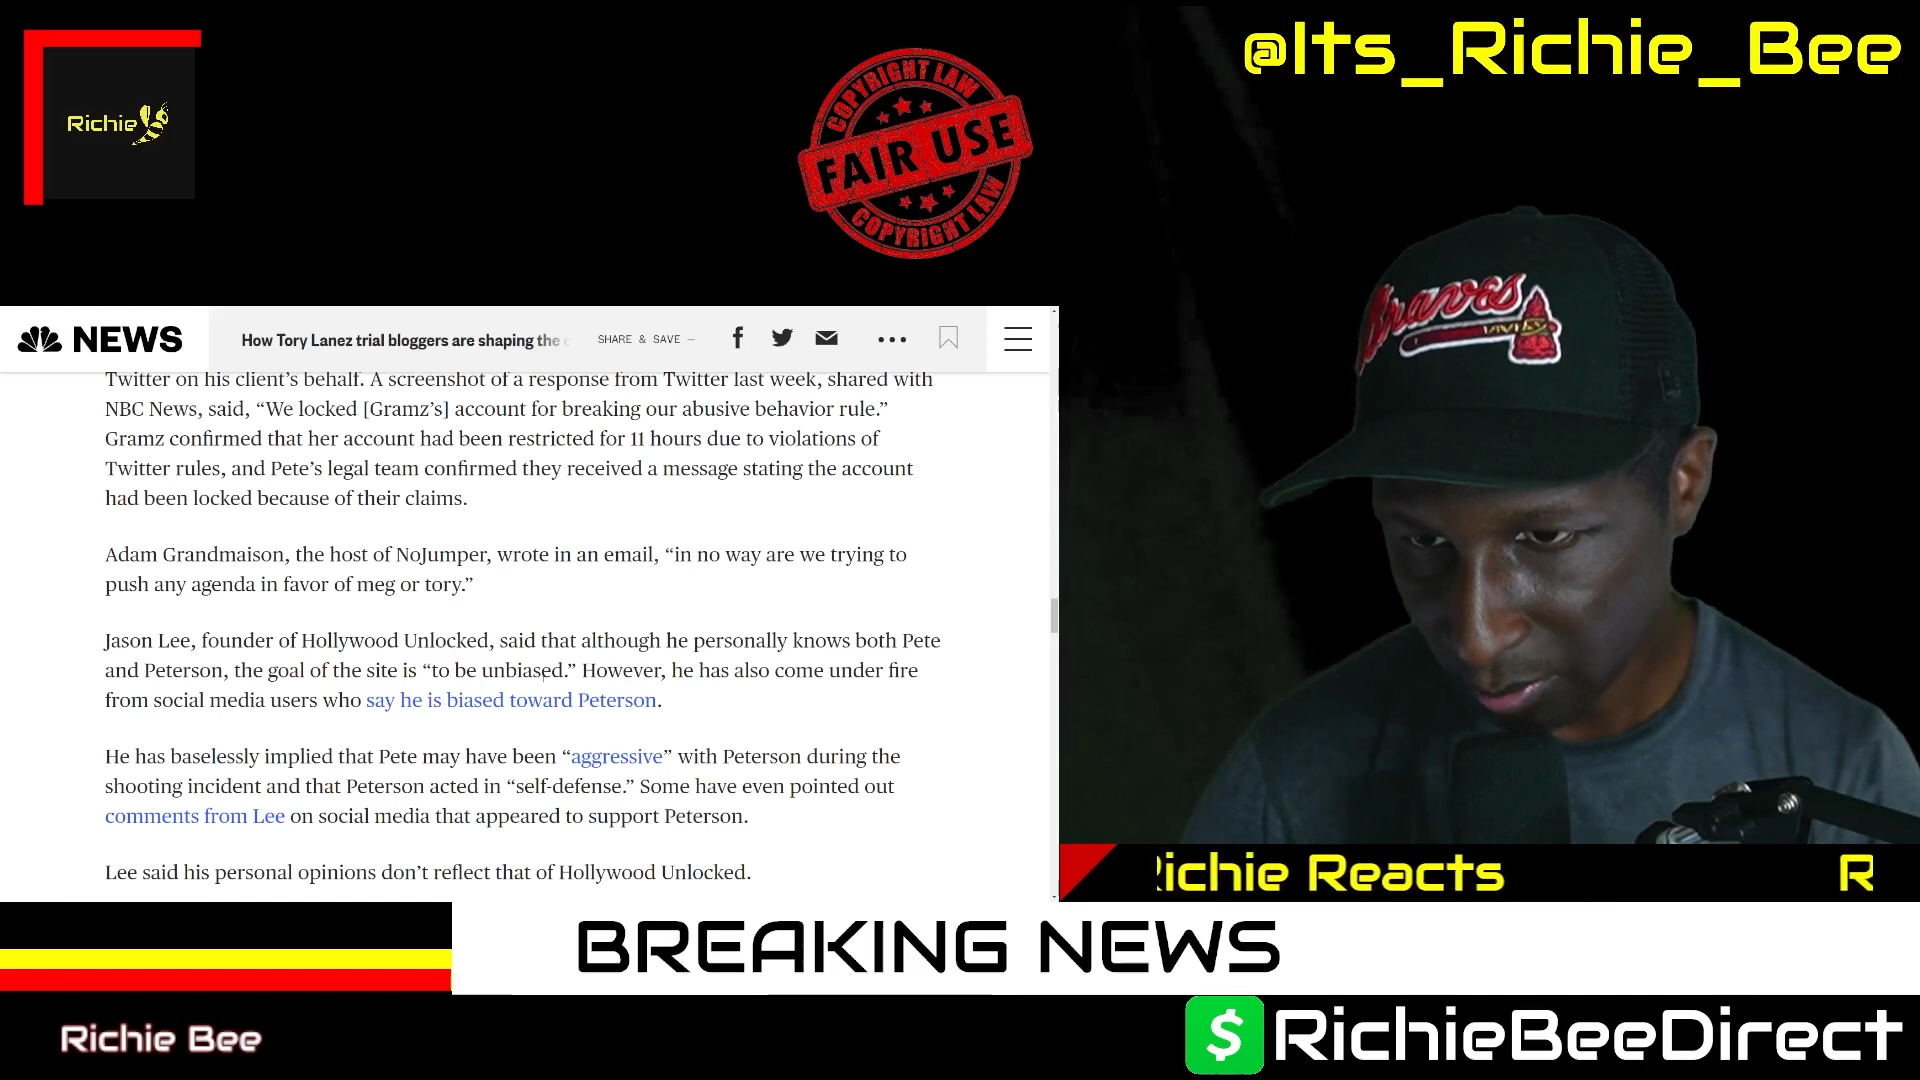 @Its_Richie_Bee
Richie
COPYRIGHT LAW
FAIR USE
COPYRIGHT LAW
Braves
NEWS
How Tory Lanez trial bloggers are shaping the
SHARE & SAVE —
Twitter on his client’s behalf. A screenshot of a response from Twitter last week, shared with
NBC News, said, “We locked [Gramz’s] account for breaking our abusive behavior rule.”
Gramz confirmed that her account had been restricted for 11 hours due to violations of
Twitter rules, and Pete’s legal team confirmed they received a message stating the account
had been locked because of their claims.
Adam Grandmaison, the host of NoJumper, wrote in an email, “in no way are we trying to
push any agenda in favor of meg or tory.”
Jason Lee, founder of Hollywood Unlocked, said that although he personally knows both Pete
and Peterson, the goal of the site is “to be unbiased.” However, he has also come under fire
from social media users who say he is biased toward Peterson.
He has baselessly implied that Pete may have been “aggressive” with Peterson during the
shooting incident and that Peterson acted in “self-defense.” Some have even pointed out
comments from Lee on social media that appeared to support Peterson.
Lee said his personal opinions don’t reflect that of Hollywood Unlocked.
Richie Reacts R
BREAKING NEWS
Richie Bee
$ RichieBeeDirect